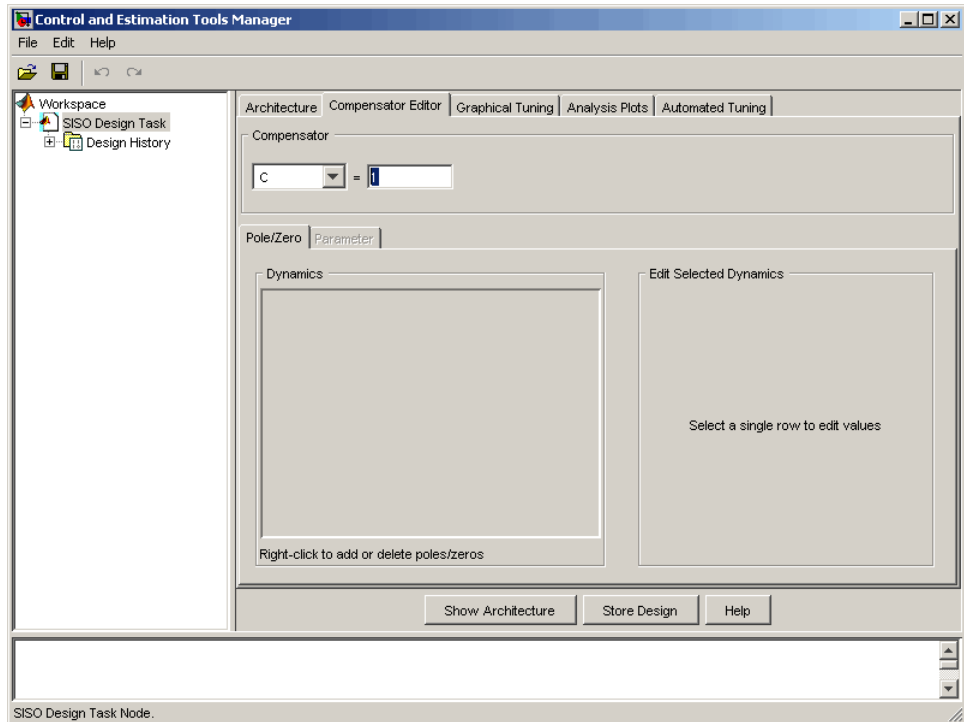 Control and Estimation Tools Manager
File Edit Help
Workspace
SISO Design Task
Design History
Architecture Compensator Editor Graphical Tuning Analysis Plots Automated Tuning
Compensator
C = 1
Pole/Zero Parameter
Dynamics
Edit Selected Dynamics
Select a single row to edit values
Right-click to add or delete poles/zeros
Show Architecture Store Design Help
SISO Design Task Node.